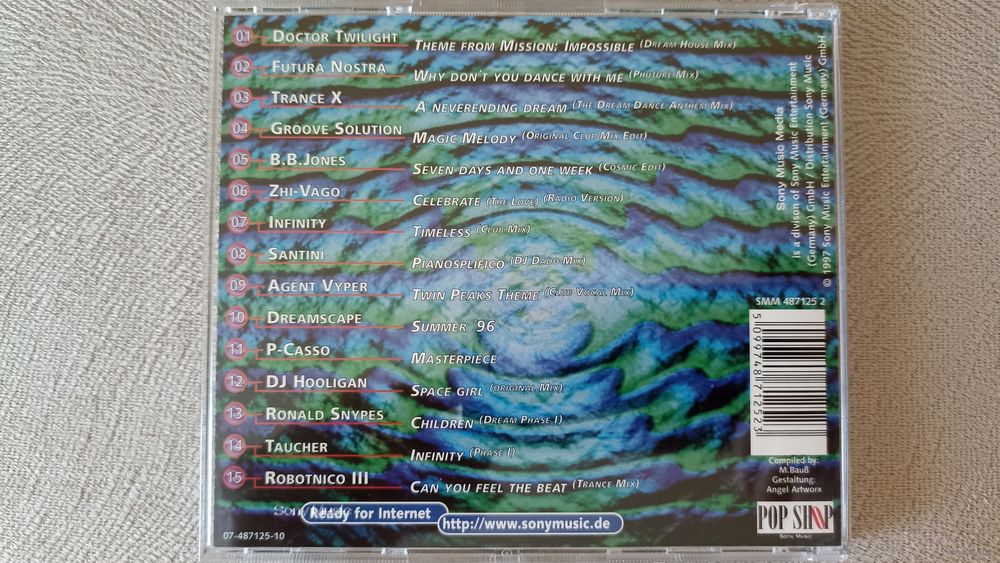 01 Doctor Twilight Theme from Mission: Impossible (Dream House Mix)
02 Futura Nostra Why don't you dance with me (Phuture Mix)
03 Trance X A neverending dream (The Dream Dance Anthem Mix)
04 Groove Solution Magic Melody (Original Club Mix Edit)
05 B.B.Jones Seven days and one week (Cosmic Edit)
06 Zhi-Vago Celebrate (The Love) (Radio Version)
07 Infinity Timeless (Club Mix)
08 Santini Pianosplifico (DJ Dado Mix)
09 Agent Vyper Twin Peaks Theme (Club Vocal Mix)
10 Dreamscape Summer '96
11 P-Casso Masterpiece
12 DJ Hooligan Space girl (original Mix)
13 Ronald Snypes Children (Dream Phase I)
14 Taucher Infinity (Phase I)
15 Robotnico III Can you feel the beat (Trance Mix)
Sony Music
Ready for Internet
http://www.sonymusic.de
07-487125-10
Sony Music Media
is a divison of Sony Music Entertainment
(Germany) GmbH / Distribution Sony Music
© 1997 Sony Music Entertainment (Germany) GmbH
SMM 487125 2
5 099748 712523
Compiled by:
M.Bauß
Gestaltung:
Angel Artworx
POP SHOP
Sony Music